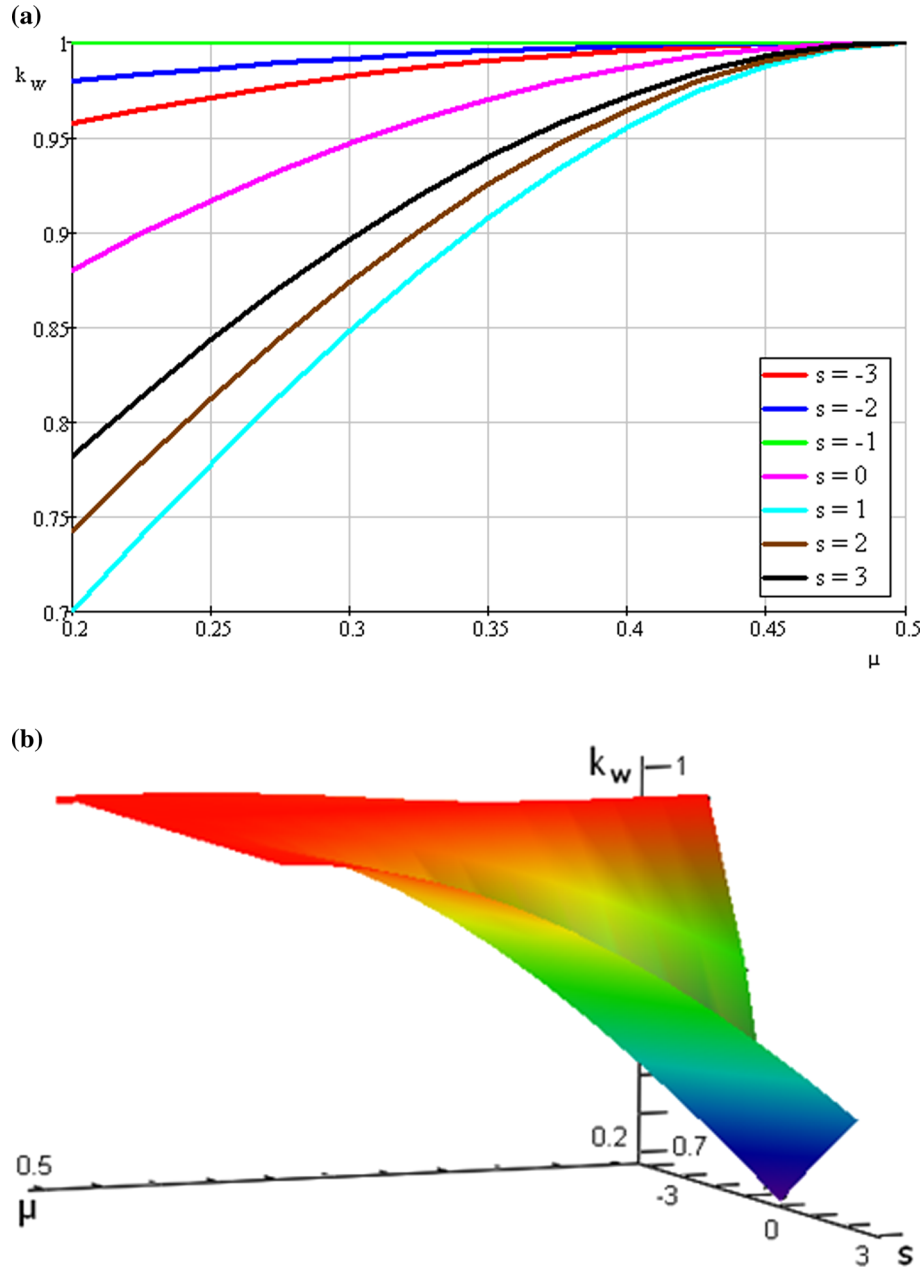 (a)
1
k w
0.95
0.9
0.85
0.8
0.75
0.7
s = -3
s = -2
s = -1
s = 0
s = 1
s = 2
s = 3
0.2 0.25 0.3 0.35 0.4 0.45 0.5
μ
(b)
k w 1
0.5 0.2 0.7
μ -3
0
3 s